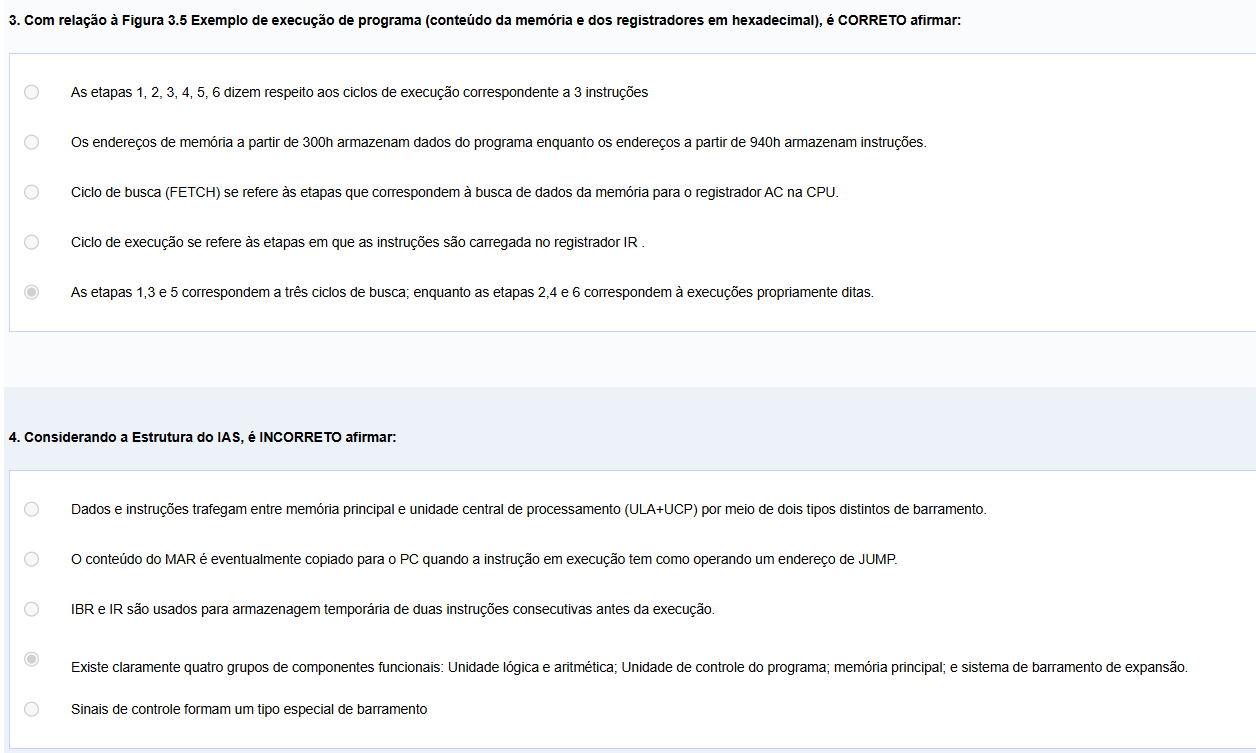 3. Com relação à Figura 3.5 Exemplo de execução de programa (conteúdo da memória e dos registradores em hexadecimal), é CORRETO afirmar:
As etapas 1, 2, 3, 4, 5, 6 dizem respeito aos ciclos de execução correspondente a 3 instruções
Os endereços de memória a partir de 300h armazenam dados do programa enquanto os endereços a partir de 940h armazenam instruções.
Ciclo de busca (FETCH) se refere às etapas que correspondem à busca de dados da memória para o registrador AC na CPU.
Ciclo de execução se refere às etapas em que as instruções são carregada no registrador IR .
As etapas 1,3 e 5 correspondem a três ciclos de busca; enquanto as etapas 2,4 e 6 correspondem à execuções propriamente ditas.
4. Considerando a Estrutura do IAS, é INCORRETO afirmar:
Dados e instruções trafegam entre memória principal e unidade central de processamento (ULA+UCP) por meio de dois tipos distintos de barramento.
O conteúdo do MAR é eventualmente copiado para o PC quando a instrução em execução tem como operando um endereço de JUMP.
IBR e IR são usados para armazenagem temporária de duas instruções consecutivas antes da execução.
Existe claramente quatro grupos de componentes funcionais: Unidade lógica e aritmética; Unidade de controle do programa; memória principal; e sistema de barramento de expansão.
Sinais de controle formam um tipo especial de barramento